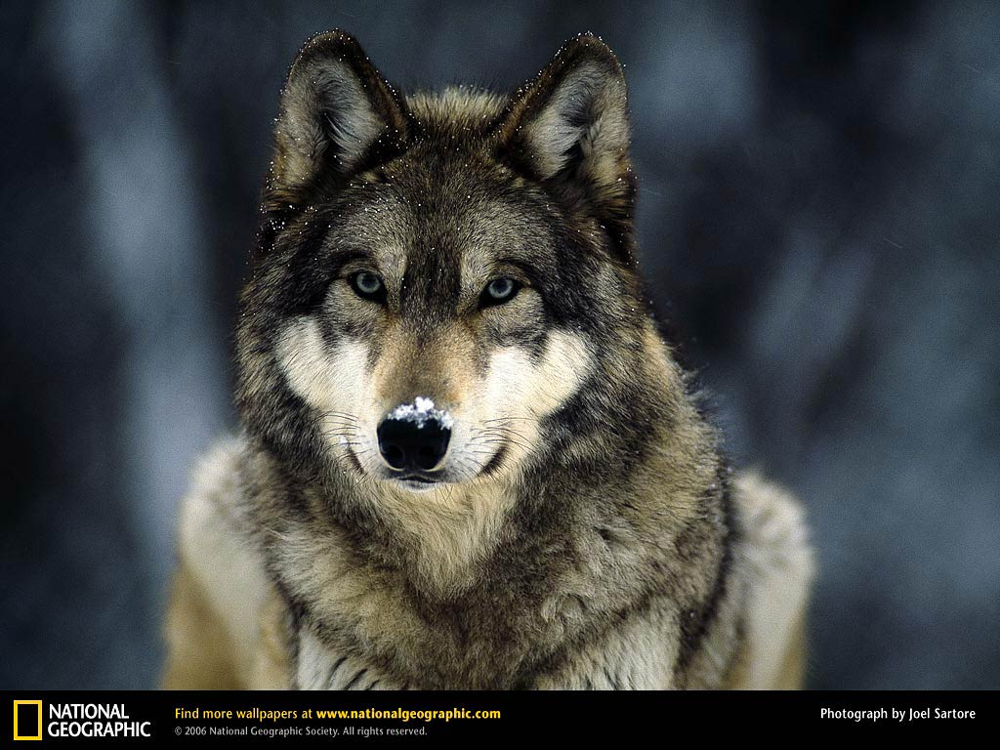 NATIONAL
GEOGRAPHIC
Find more wallpapers at www.nationalgeographic.com
© 2006 National Geographic Society. All rights reserved.
Photograph by Joel Sartore